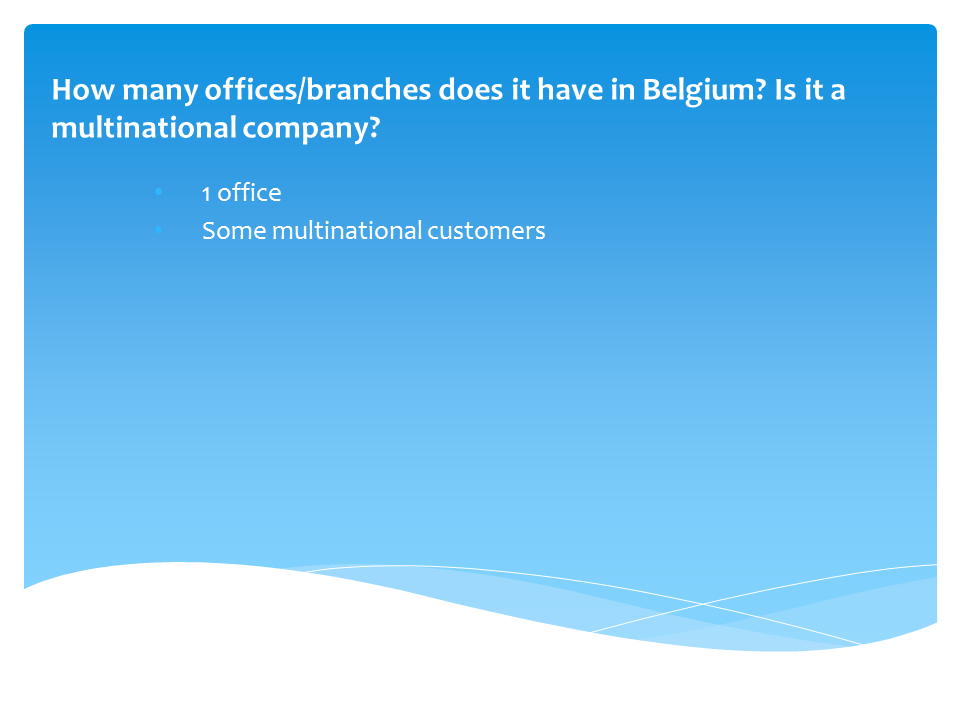 How many offices/branches does it have in Belgium? Is it a
multinational company?
• 1 office
• Some multinational customers